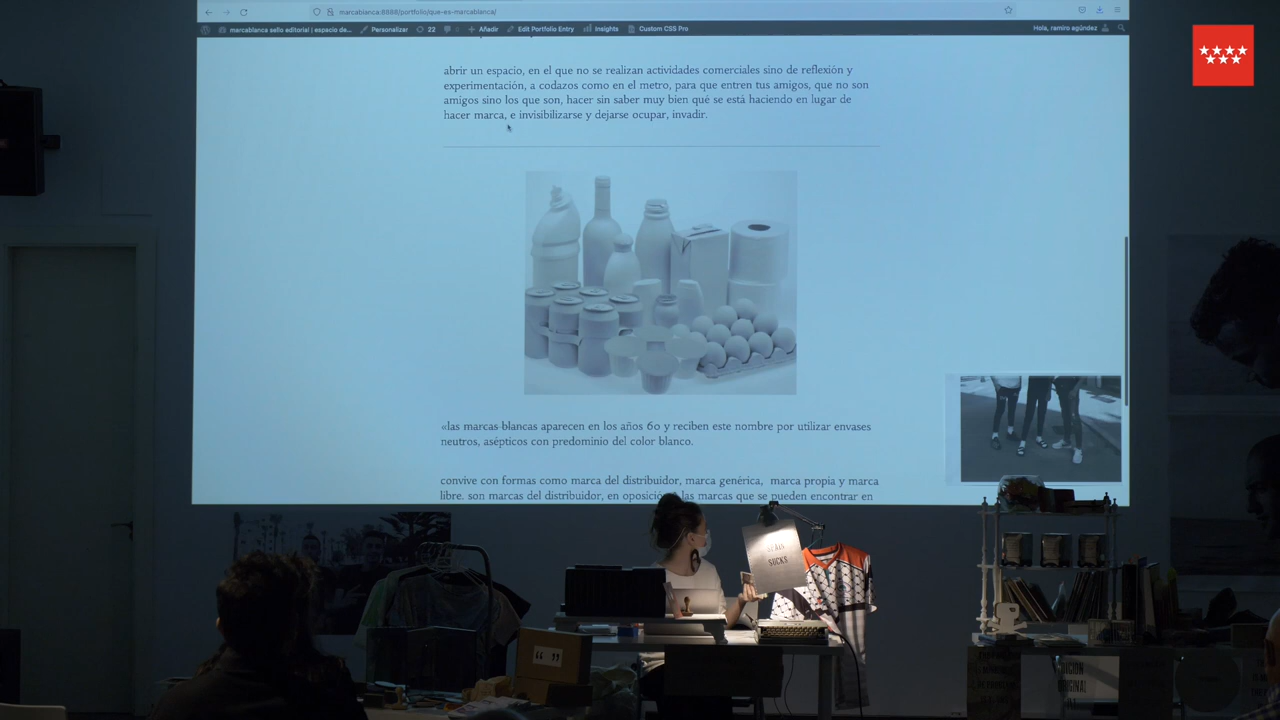 marcabianca:8888/portfolio/que-es-marcabianca/
marcablanca sello editorial | espacio de...
Personalizar
22
Añadir
Edit Portfolio Entry
Insights
Custom CSS Pro
Hola, ramiro agúndez
abrir un espacio, en el que no se realizan actividades comerciales sino de reflexión y
experimentación, a codazos como en el metro, para que entren tus amigos, que no son
amigos sino los que son, hacer sin saber muy bien qué se está haciendo en lugar de
hacer marca, e invisibilizarse y dejarse ocupar, invadir.
«las marcas blancas aparecen en los años 60 y reciben este nombre por utilizar envases
neutros, asépticos con predominio del color blanco.
convive con formas como marca del distribuidor, marca genérica, marca propia y marca
libre. son marcas del distribuidor, en oposición a las marcas que se pueden encontrar en
SOCKS
“ ”
EDICION
ORIGINAL